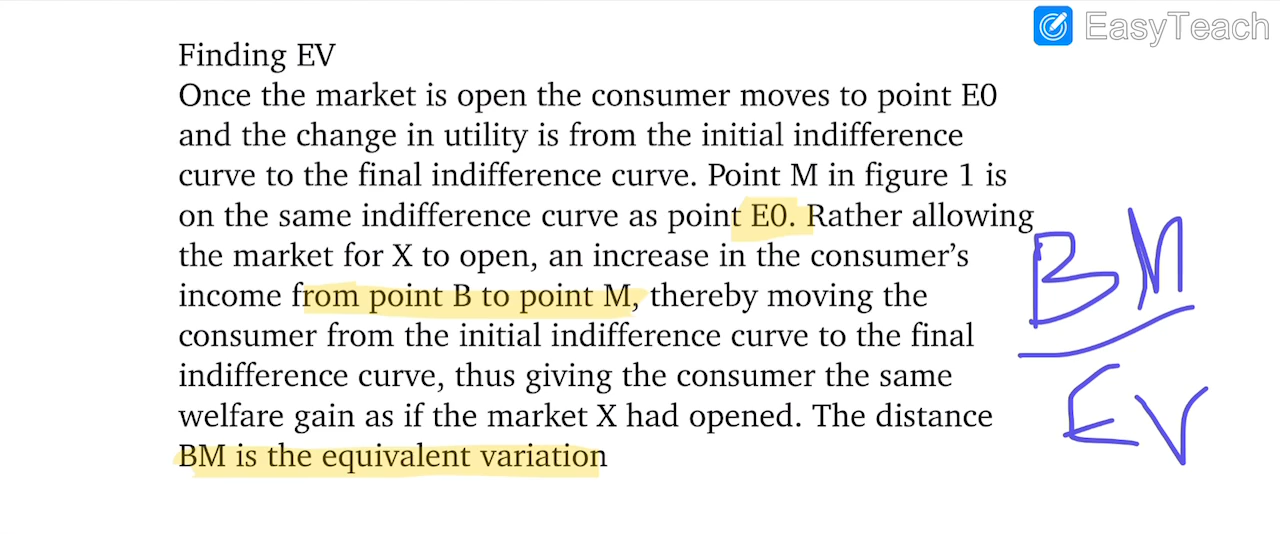 EasyTeach
Finding EV
Once the market is open the consumer moves to point E0
and the change in utility is from the initial indifference
curve to the final indifference curve. Point M in figure 1 is
on the same indifference curve as point E0. Rather allowing
the market for X to open, an increase in the consumer’s
income from point B to point M, thereby moving the
consumer from the initial indifference curve to the final
indifference curve, thus giving the consumer the same
welfare gain as if the market X had opened. The distance
BM is the equivalent variation
BM
EV